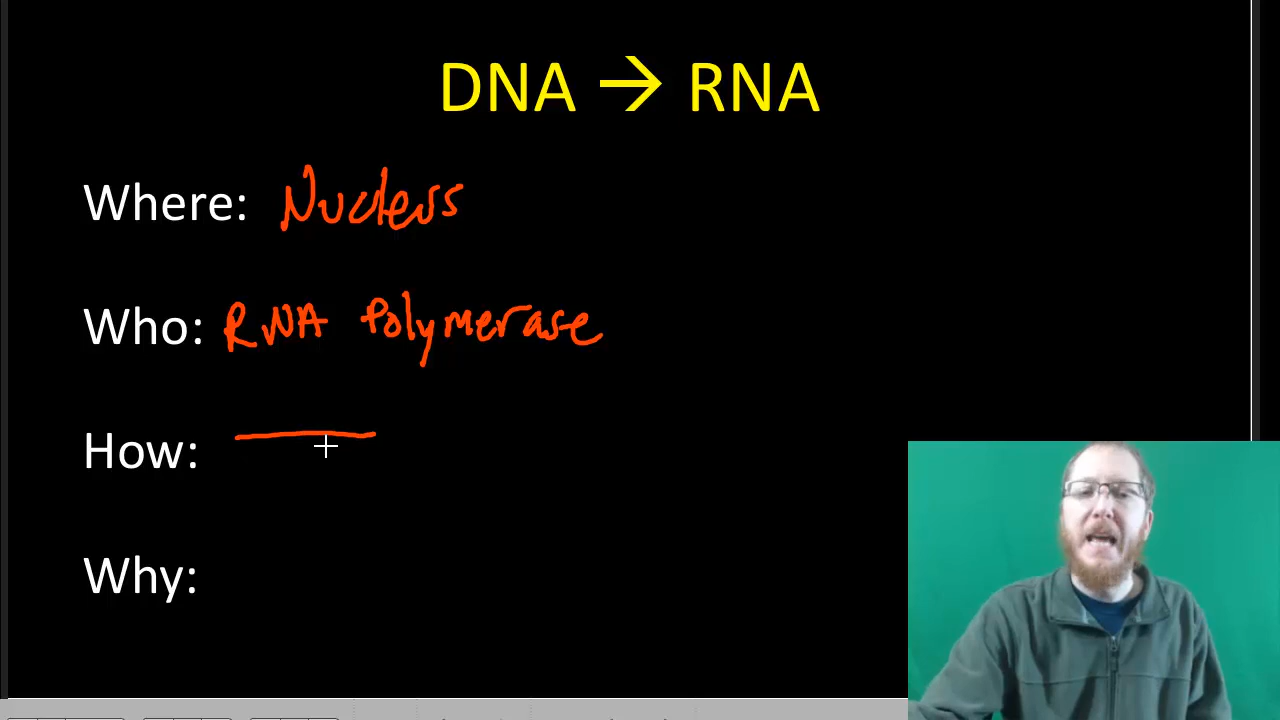 DNA → RNA
Where: Nucleus
Who: RNA Polymerase
How:
Why: